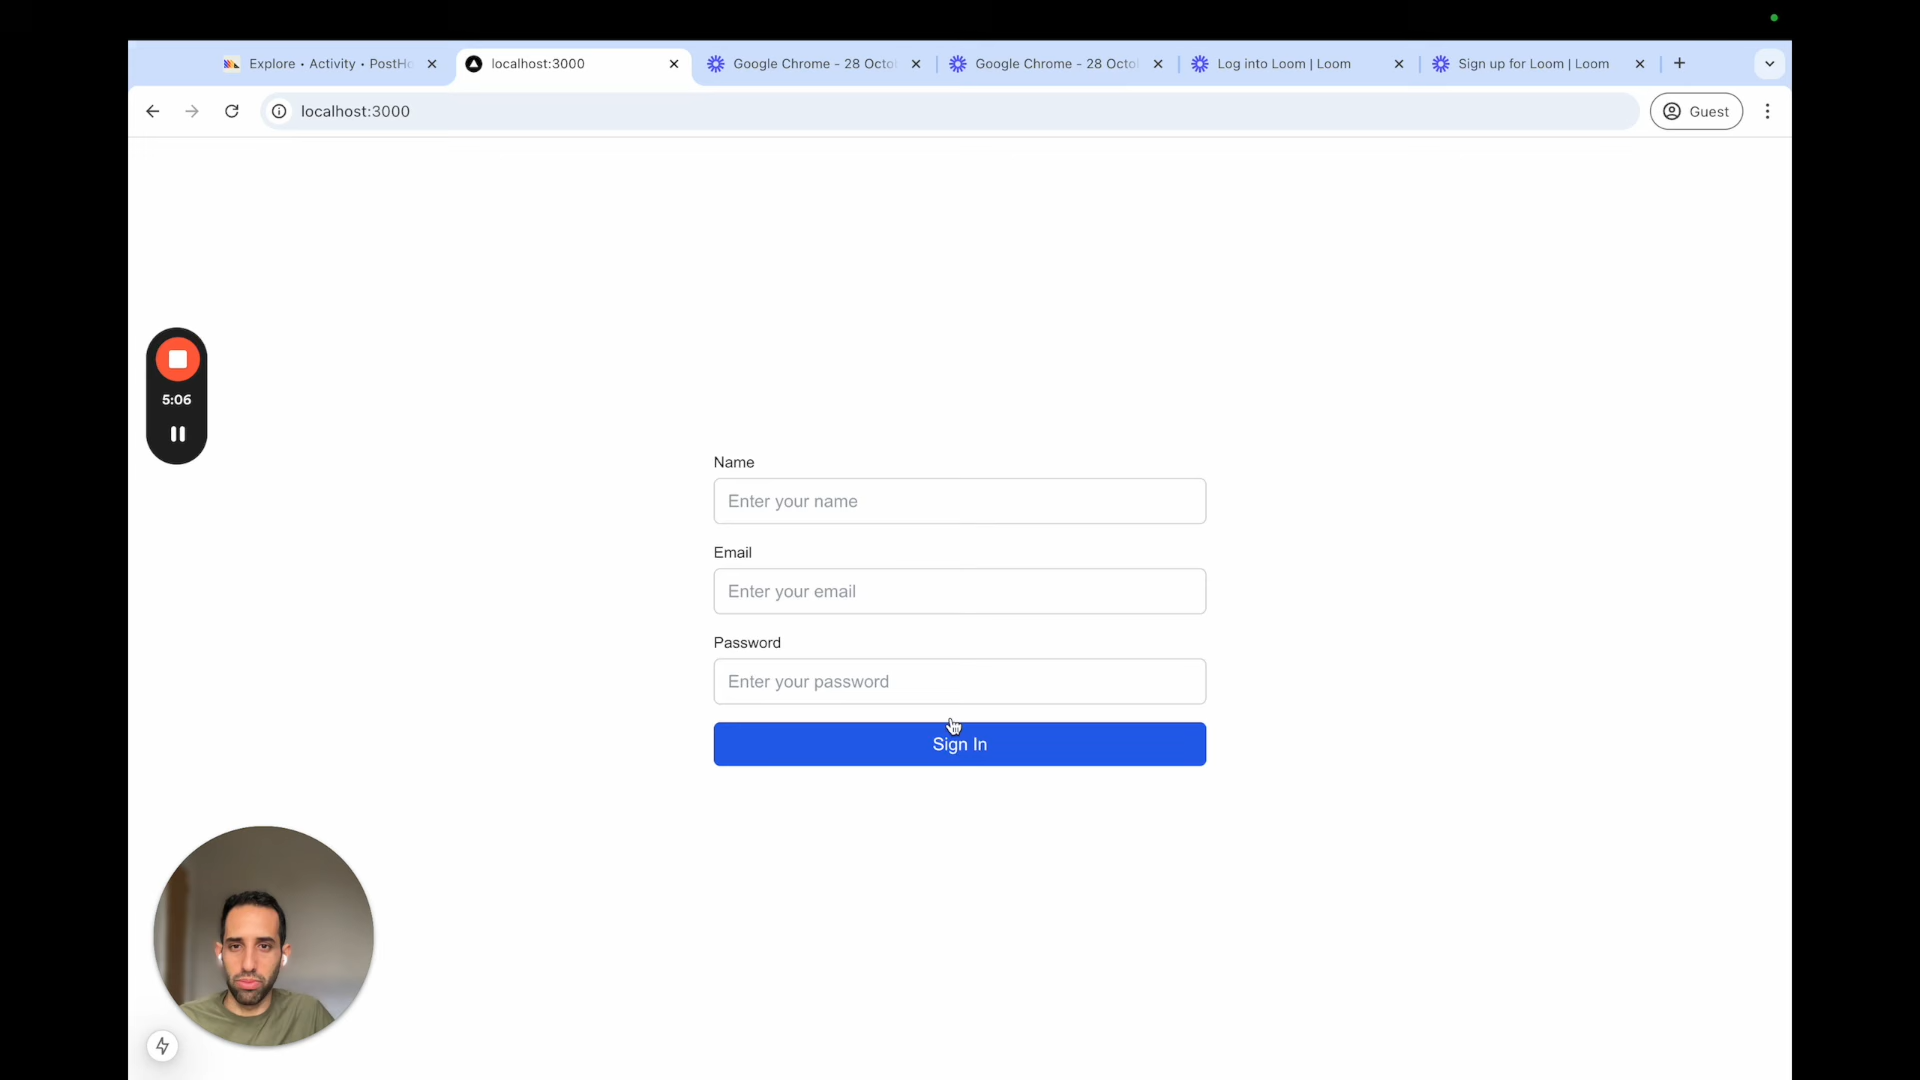 Explore • Activity • PostH
localhost:3000
Google Chrome - 28 Octo
Google Chrome - 28 Octo
Log into Loom | Loom
Sign up for Loom | Loom
localhost:3000
Guest
5:06
Name
Enter your name
Email
Enter your email
Password
Enter your password
Sign In